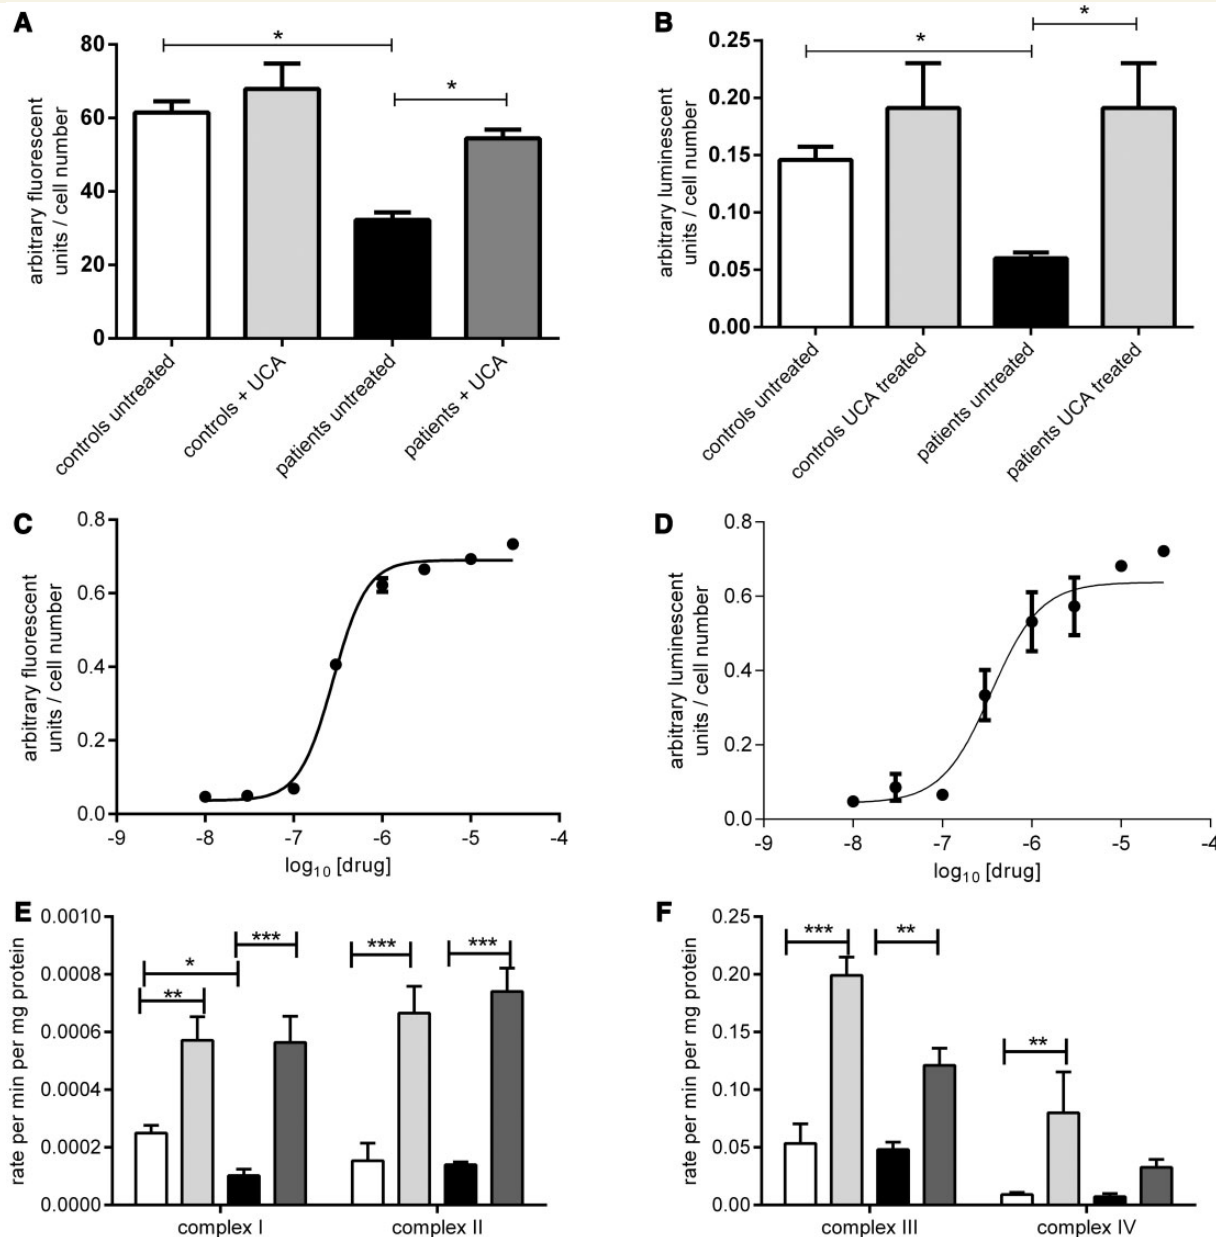 A
80
60
40
20
0
arbitrary fluorescent
units / cell number
*
*
controls untreated
controls + UCA
patients untreated
patients + UCA
B
0.25
0.20
0.15
0.10
0.05
0.00
arbitrary luminescent
units / cell number
*
*
controls untreated
controls UCA treated
patients untreated
patients UCA treated
C
0.8
0.6
0.4
0.2
0.0
arbitrary fluorescent
units / cell number
-9 -8 -7 -6 -5 -4
log10 [drug]
D
0.8
0.6
0.4
0.2
0.0
arbitrary luminescent
units / cell number
-9 -8 -7 -6 -5 -4
log10 [drug]
E
0.0010
0.0008
0.0006
0.0004
0.0002
0.0000
rate per min per mg protein
***
*
**
***
***
complex I complex II
F
0.25
0.20
0.15
0.10
0.05
0.00
rate per min per mg protein
***
**
**
complex III complex IV